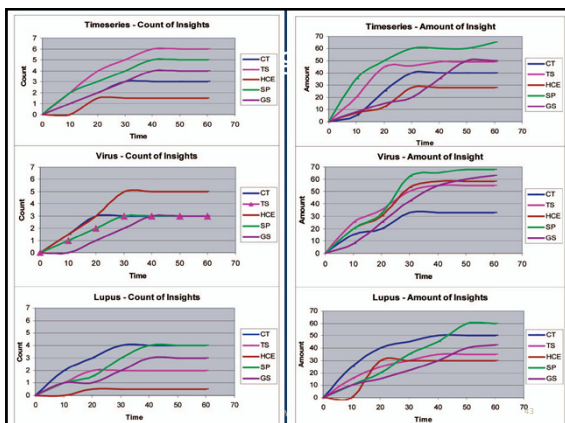 Timeseries - Count of Insights
Count
7
6
5
4
3
2
1
0
0 10 20 30 40 50 60 70
Time
CT
TS
HCE
SP
GS
Timeseries - Amount of Insight
Amount
70
60
50
40
30
20
10
0
0 10 20 30 40 50 60 70
Time
CT
TS
HCE
SP
GS
Virus - Count of Insights
Count
7
6
5
4
3
2
1
0
0 10 20 30 40 50 60 70
Time
CT
TS
HCE
SP
GS
Virus - Amount of Insight
Amount
70
60
50
40
30
20
10
0
0 10 20 30 40 50 60 70
Time
CT
TS
HCE
SP
GS
Lupus - Count of Insights
Count
7
6
5
4
3
2
1
0
0 10 20 30 40 50 60 70
Time
CT
TS
HCE
SP
GS
Lupus - Amount of Insight
Amount
70
60
50
40
30
20
10
0
0 10 20 30 40 50 60 70
Time
CT
TS
HCE
SP
GS
43